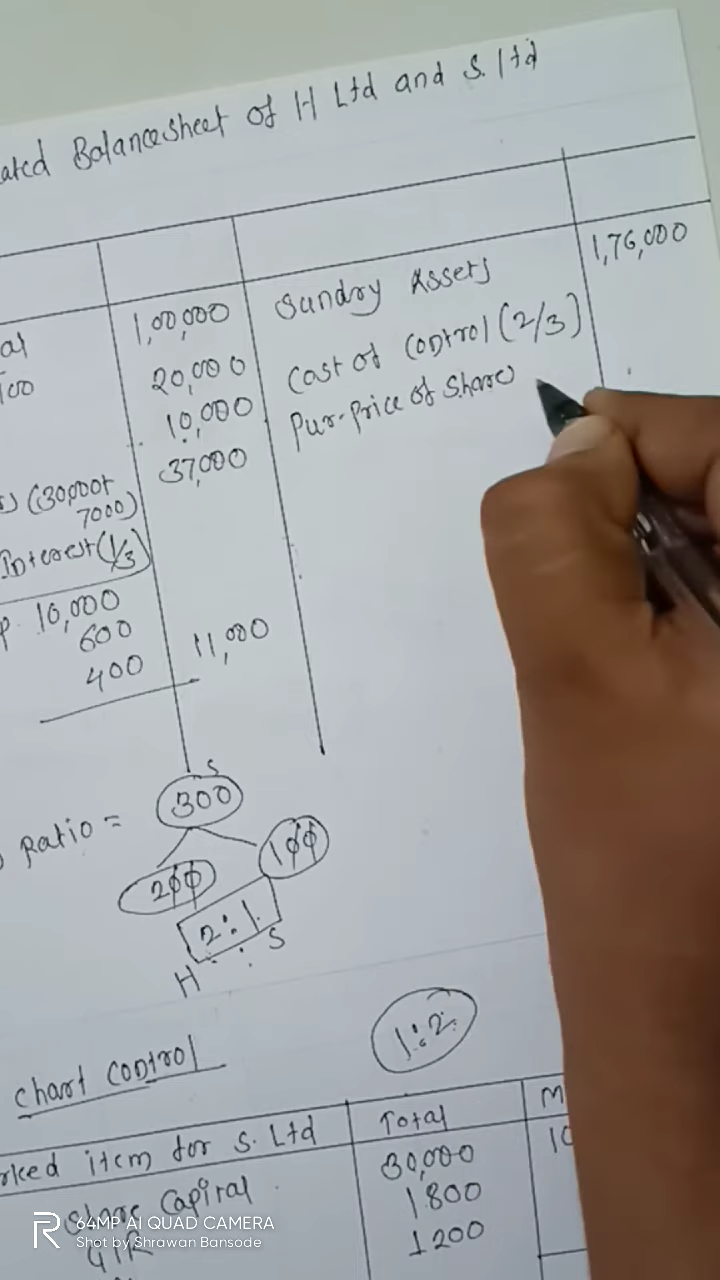 ated Balancesheet of H Ltd and S. ltd
1,00,000 Sundry Assets 1,76,000
20,000 Cost of Control (2/3)
10,000 Pur-Price of Share
(30,000+ 37,000
7000)
Interest (1/3)
10,000
600 11,000
400
S
Ratio = 300
200 100
2:1
H : S
1:2
Chart Control
rked item for S. Ltd Total M
Share Capital 30,000 10
G/R 1800
1200
64MP AI QUAD CAMERA
Shot by Shrawan Bansode